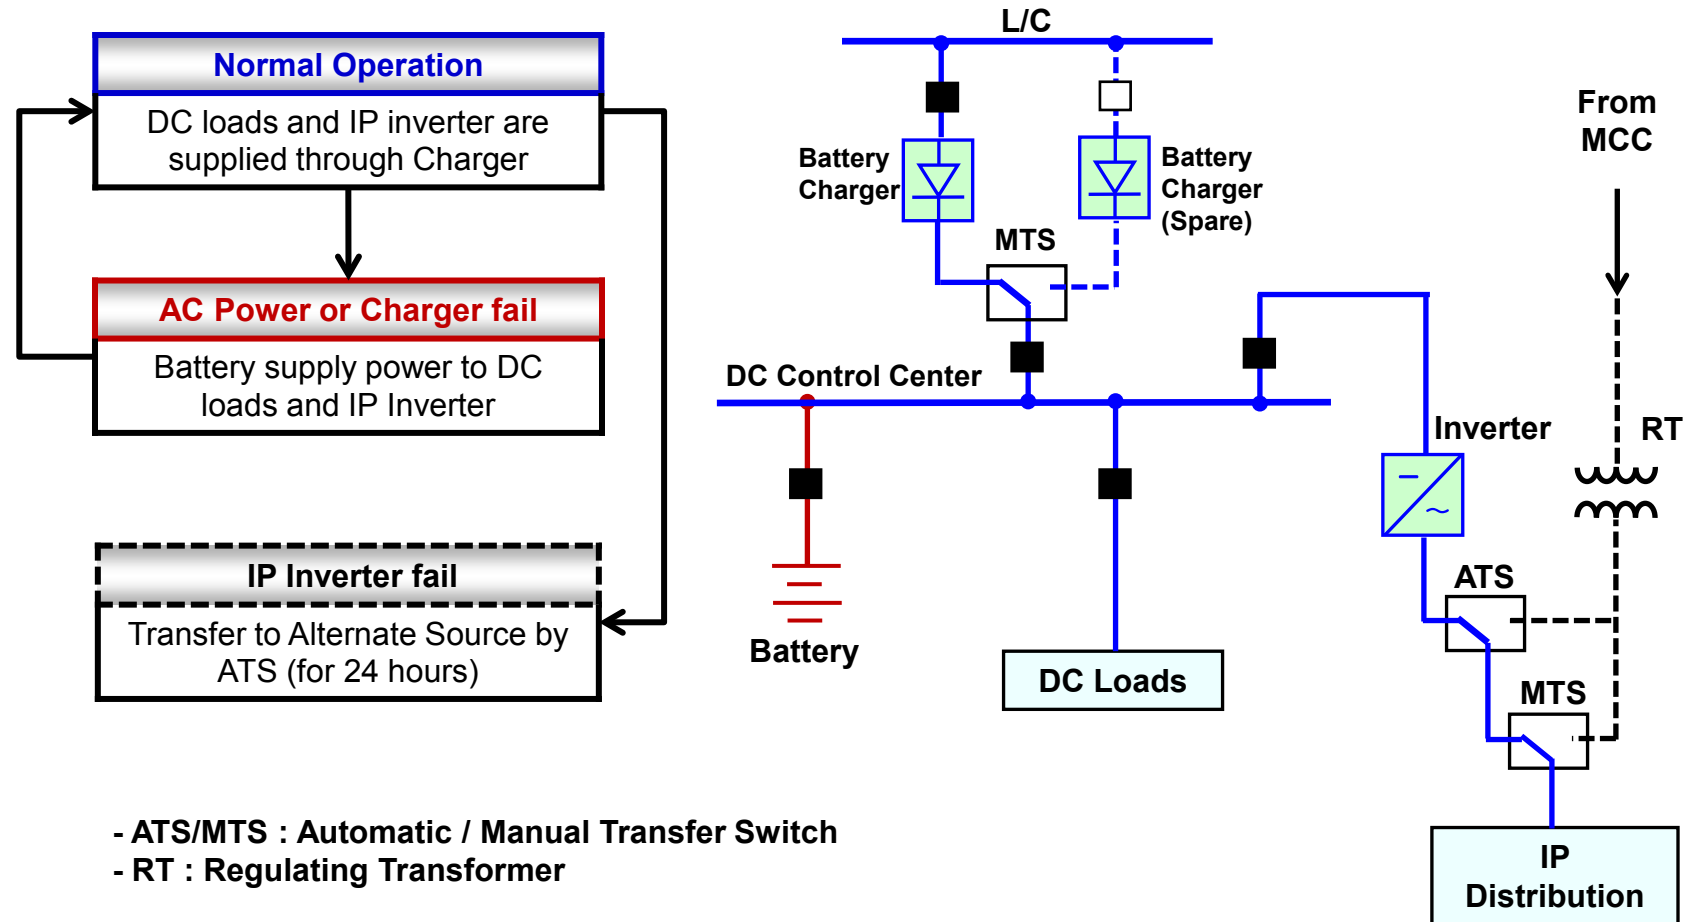 Normal Operation
DC loads and IP inverter are
supplied through Charger
AC Power or Charger fail
Battery supply power to DC
loads and IP Inverter
IP Inverter fail
Transfer to Alternate Source by
ATS (for 24 hours)
- ATS/MTS : Automatic / Manual Transfer Switch
- RT : Regulating Transformer
L/C
Battery
Charger
Battery
Charger
(Spare)
MTS
From
MCC
DC Control Center
Inverter
RT
Battery
DC Loads
ATS
MTS
IP
Distribution